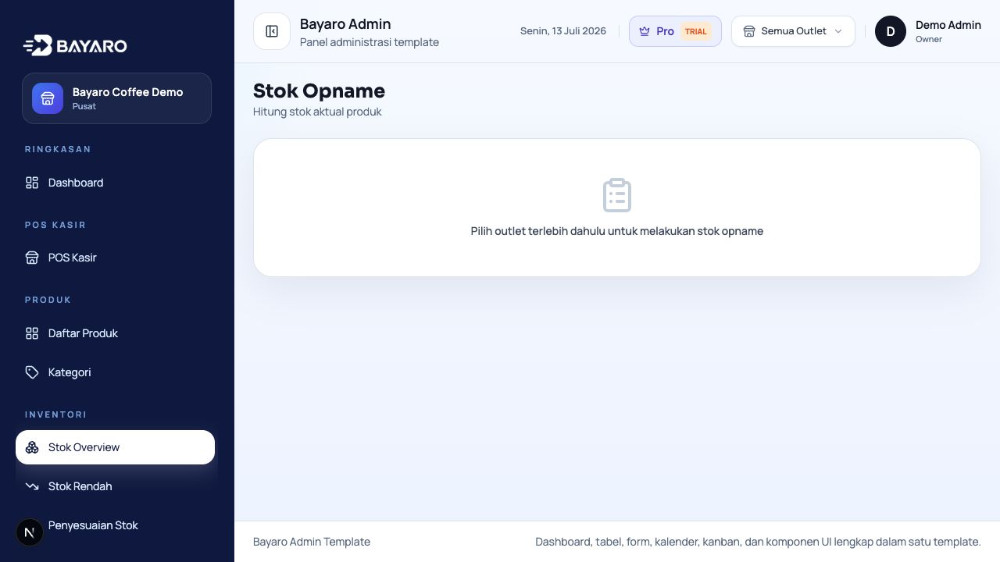 BAYARO
Bayaro Coffee Demo
Pusat
RINGKASAN
Dashboard
POS KASIR
POS Kasir
PRODUK
Daftar Produk
Kategori
INVENTORI
Stok Overview
Stok Rendah
Penyesuaian Stok
N
Bayaro Admin
Panel administrasi template
Senin, 13 Juli 2026
Pro TRIAL
Semua Outlet
D
Demo Admin
Owner
Stok Opname
Hitung stok aktual produk
Pilih outlet terlebih dahulu untuk melakukan stok opname
Bayaro Admin Template
Dashboard, tabel, form, kalender, kanban, dan komponen UI lengkap dalam satu template.